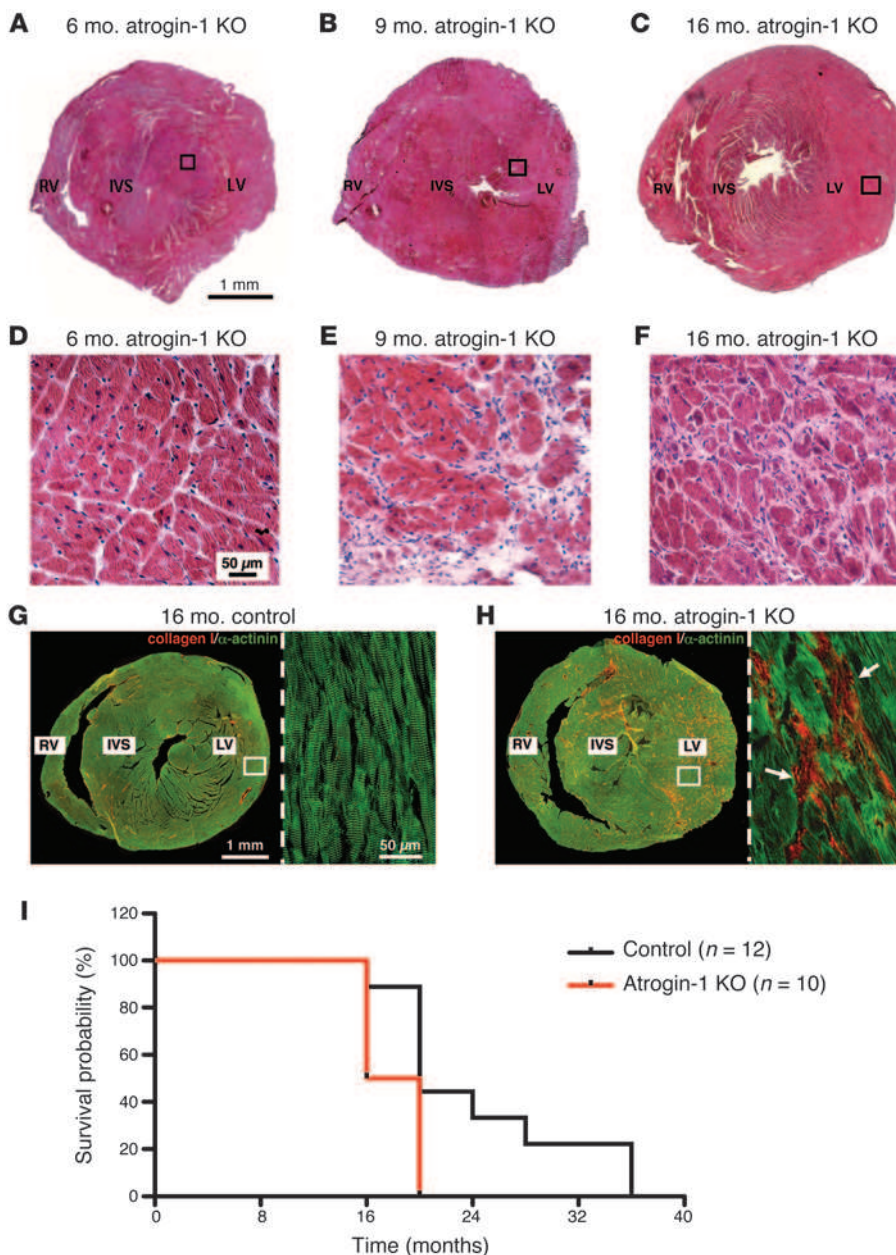 A 6 mo. atrogin-1 KO
B 9 mo. atrogin-1 KO
C 16 mo. atrogin-1 KO
RV IVS LV
RV IVS LV
RV IVS LV
1 mm
D 6 mo. atrogin-1 KO
E 9 mo. atrogin-1 KO
F 16 mo. atrogin-1 KO
50 µm
G 16 mo. control
H 16 mo. atrogin-1 KO
collagen I/α-actinin
collagen I/α-actinin
RV IVS LV
RV IVS LV
1 mm
50 µm
I
120
100
80
60
40
20
0
Survival probability (%)
Control (n = 12)
Atrogin-1 KO (n = 10)
0 8 16 24 32 40
Time (months)